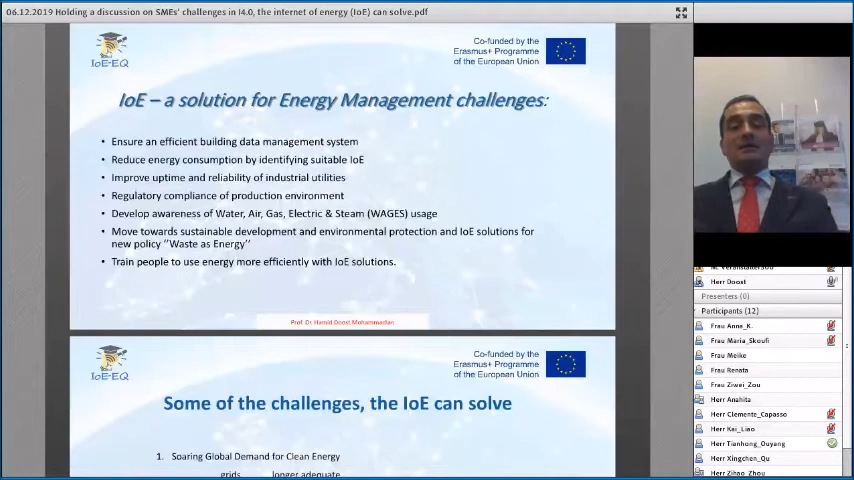 06.12.2019 Holding a discussion on SMEs' challenges in I4.0, the internet of energy (IoE) can solve.pdf
IoE-EQ
Co-funded by the
Erasmus+ Programme
of the European Union
IoE – a solution for Energy Management challenges:
• Ensure an efficient building data management system
• Reduce energy consumption by identifying suitable IoE
• Improve uptime and reliability of industrial utilities
• Regulatory compliance of production environment
• Develop awareness of Water, Air, Gas, Electric & Steam (WAGES) usage
• Move towards sustainable development and environmental protection and IoE solutions for
new policy ‘‘Waste as Energy’’
• Train people to use energy more efficiently with IoE solutions.
Prof. Dr. Hamid Doost Mohammadian
IoE-EQ
Co-funded by the
Erasmus+ Programme
of the European Union
Some of the challenges, the IoE can solve
1. Soaring Global Demand for Clean Energy
grids longer adequate
Herr Doost
Presenters (0)
Participants (12)
Frau Anna_K.
Frau Maria_Skoufi
Frau Meike
Frau Renata
Frau Ziwei_Zou
Herr Anahita
Herr Clemente_Capasso
Herr Kai_Liao
Herr Tianhong_Ouyang
Herr Xingchen_Qu
Herr Zihao_Zhou